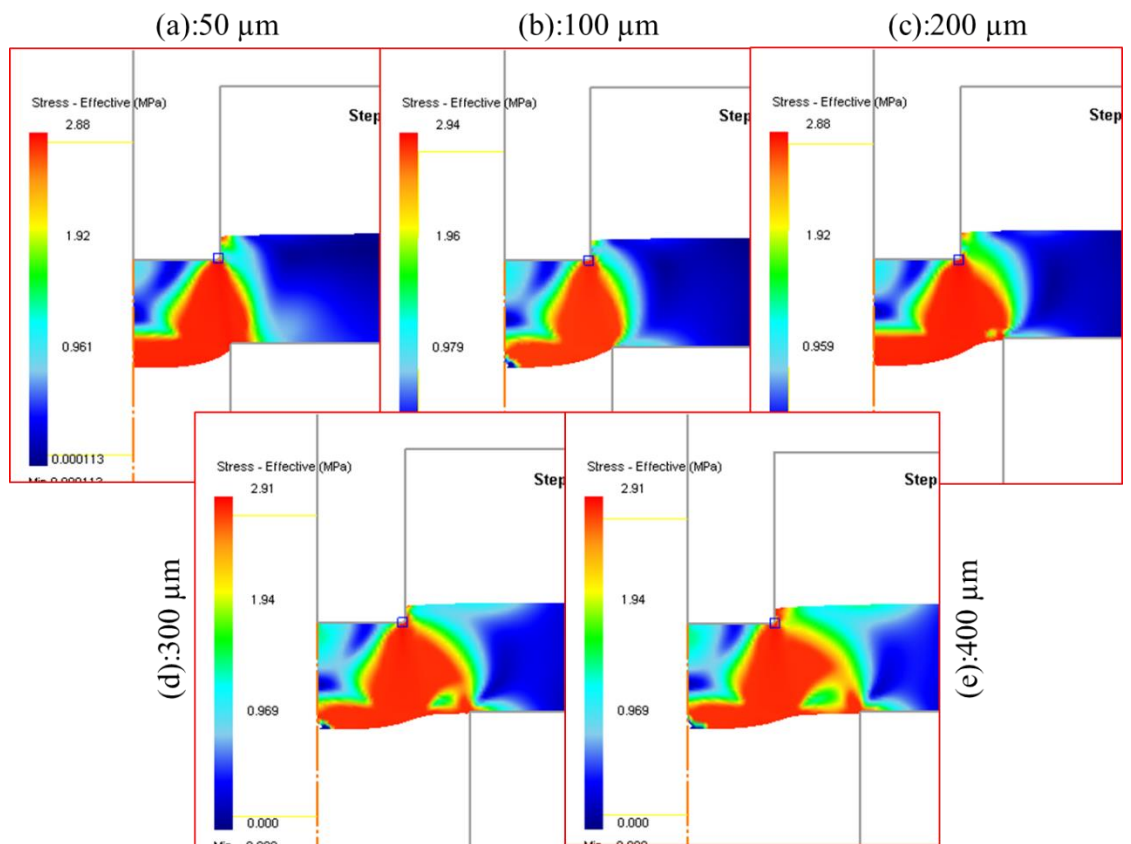 (a):50 µm
(b):100 µm
(c):200 µm
Stress - Effective (MPa)
2.88
Step
1.92
0.961
0.000113
Stress - Effective (MPa)
2.94
Step
1.96
0.979
Stress - Effective (MPa)
2.88
Step
1.92
0.959
(d):300 µm
Stress - Effective (MPa)
2.91
Step
1.94
0.969
0.000
Stress - Effective (MPa)
2.91
Step
1.94
0.969
0.000
(e):400 µm